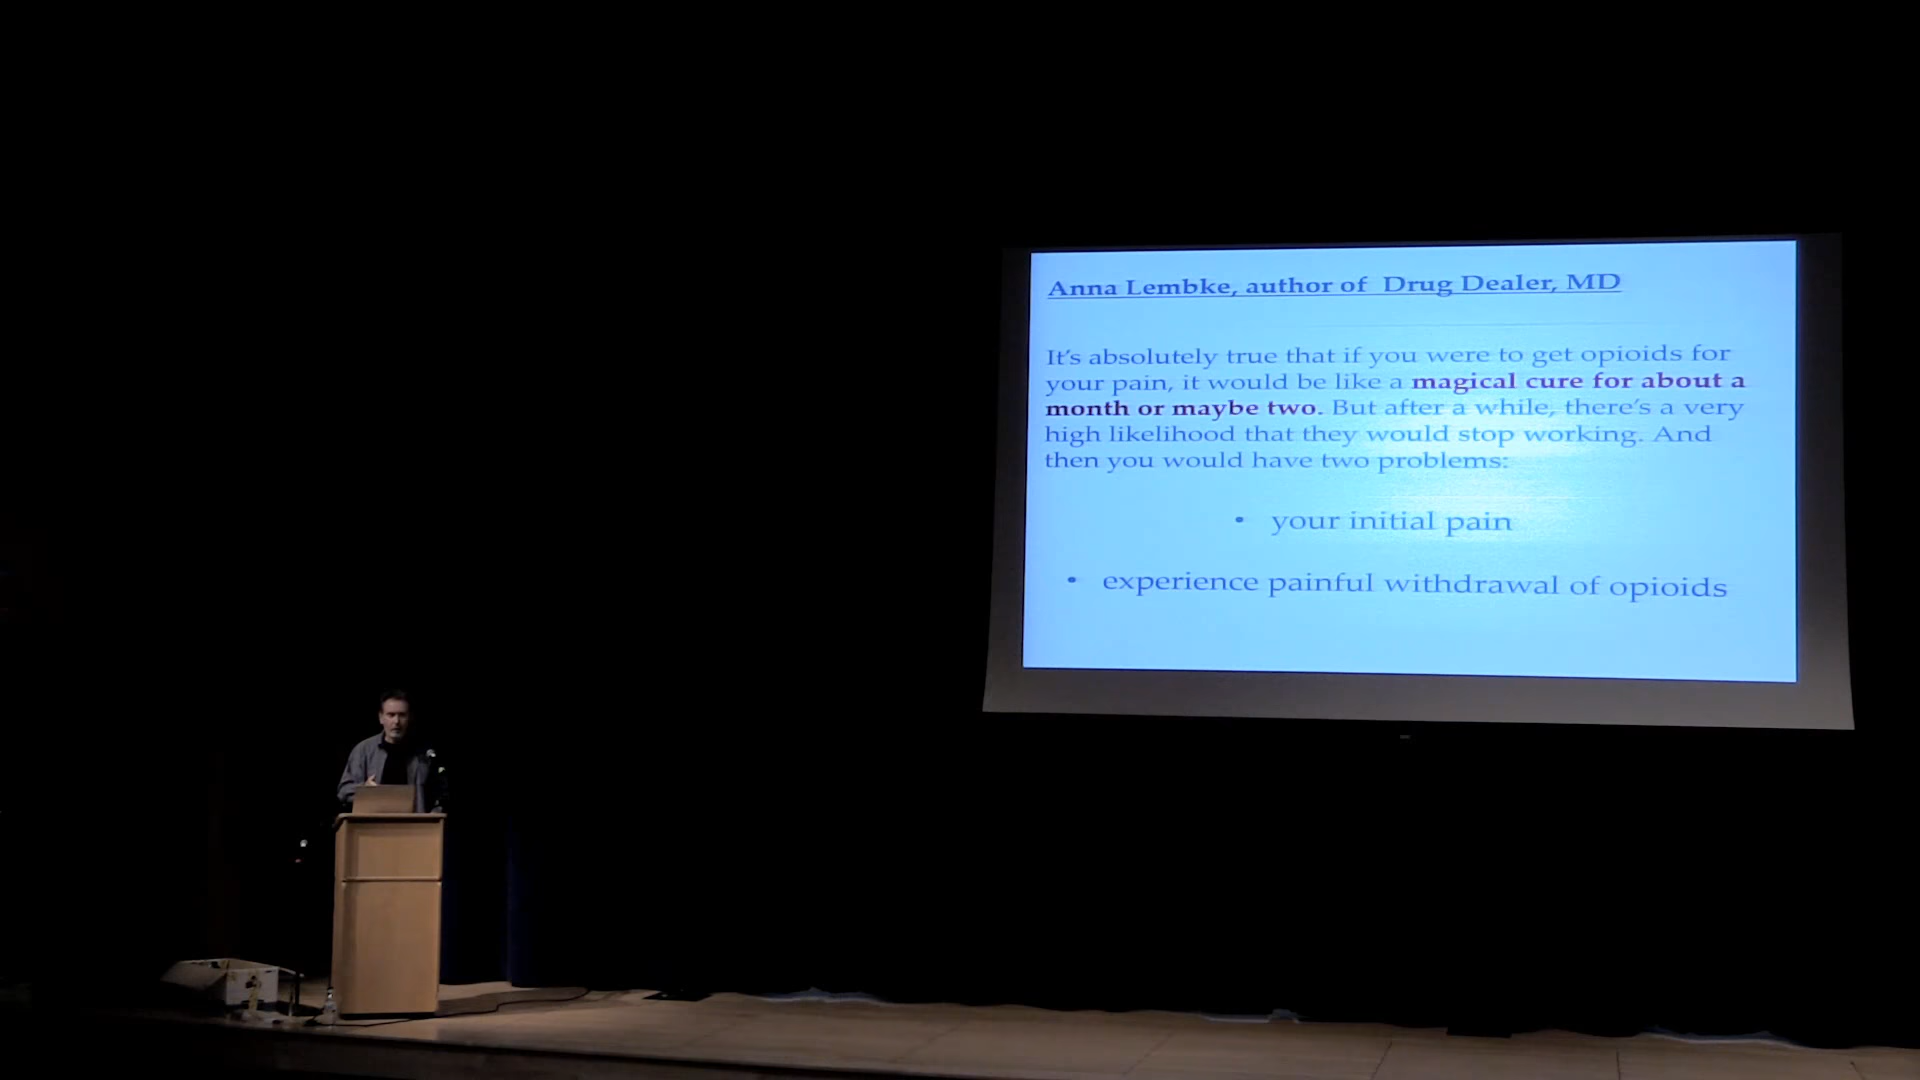 Anna Lembke, author of Drug Dealer, MD
It's absolutely true that if you were to get opioids for
your pain, it would be like a magical cure for about a
month or maybe two. But after a while, there's a very
high likelihood that they would stop working. And
then you would have two problems:
• your initial pain
• experience painful withdrawal of opioids